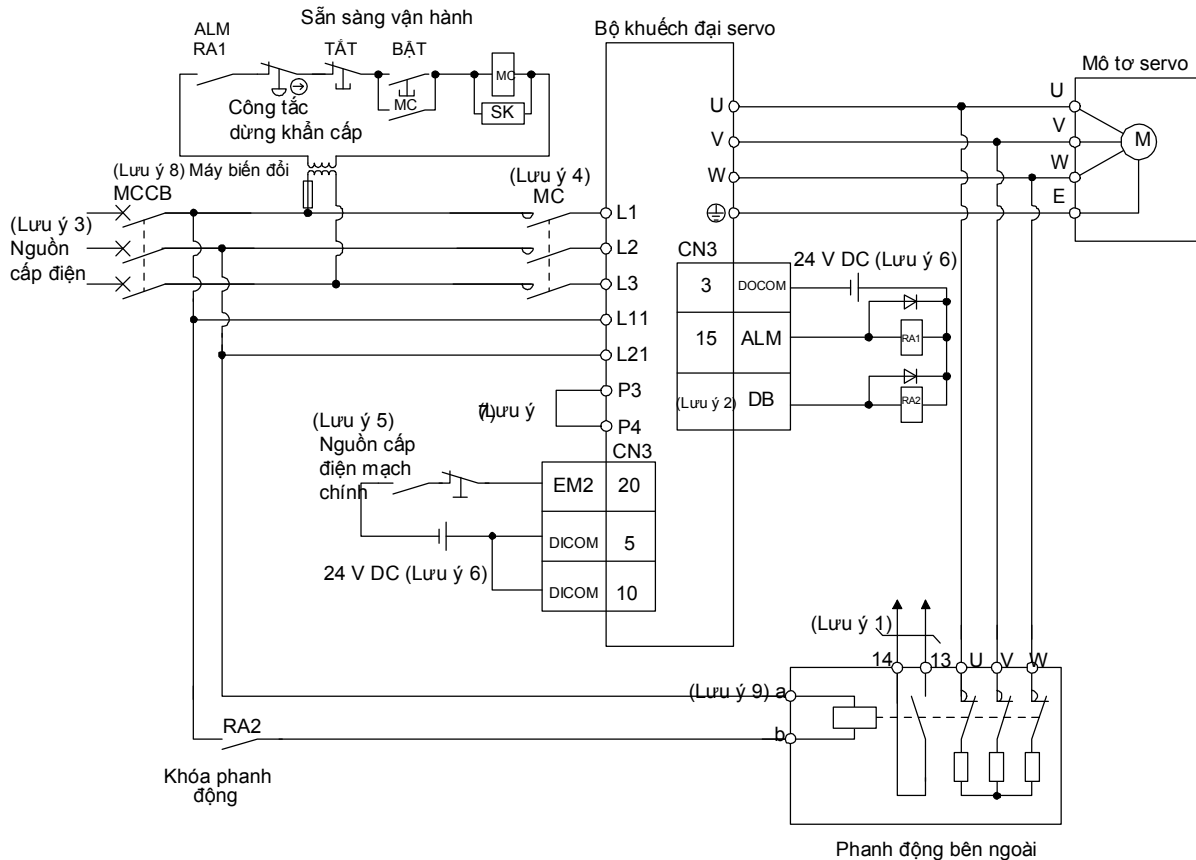 Sẵn sàng vận hành
Bộ khuếch đại servo
ALM
RA1
TẮT
BẬT
MC
MC
SK
Công tắc
dừng khẩn cấp
Mô tơ servo
U
V
W
U
V
W
E
M
(Lưu ý 8) Máy biến đổi
MCCB
(Lưu ý 4)
MC
(Lưu ý 3)
Nguồn
cấp điện
L1
L2
L3
L11
L21
P3
P4
CN3
24 V DC (Lưu ý 6)
3 DOCOM
15 ALM
(Lưu ý 2) DB
RA1
RA2
(Lưu ý
(Lưu ý 5)
Nguồn cấp
điện mạch
chính
CN3
EM2 20
DICOM 5
DICOM 10
24 V DC (Lưu ý 6)
(Lưu ý 1)
14 13 U V W
(Lưu ý 9) a
b
RA2
Khóa phanh
động
Phanh động bên ngoài